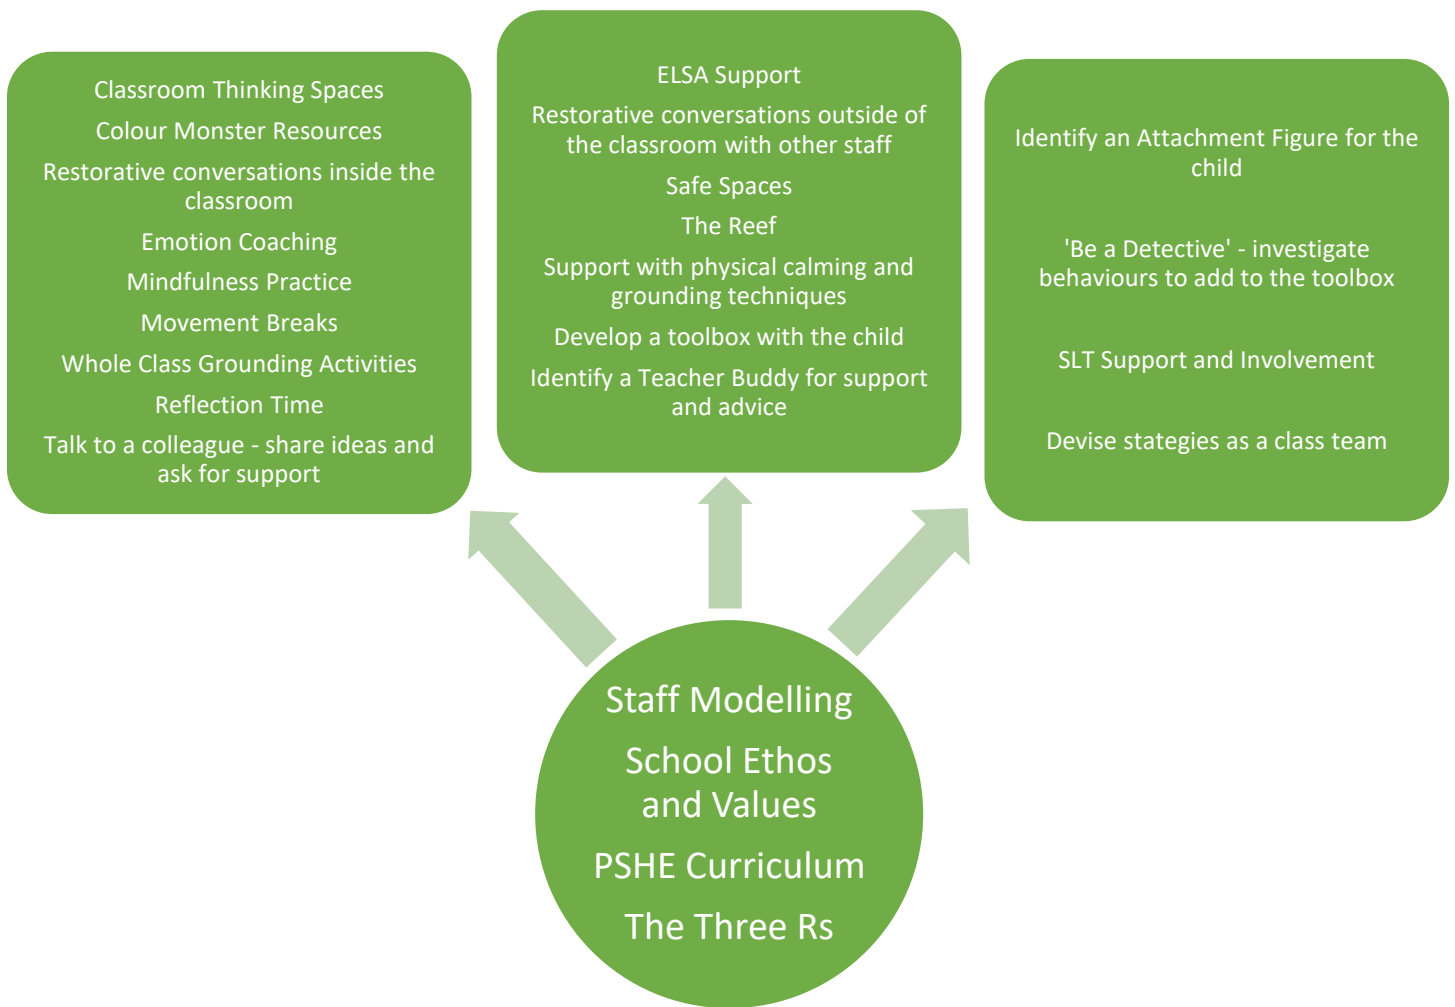 Classroom Thinking Spaces
Colour Monster Resources
Restorative conversations inside the
classroom
Emotion Coaching
Mindfulness Practice
Movement Breaks
Whole Class Grounding Activities
Reflection Time
Talk to a colleague - share ideas and
ask for support
ELSA Support
Restorative conversations outside of
the classroom with other staff
Safe Spaces
The Reef
Support with physical calming and
grounding techniques
Develop a toolbox with the child
Identify a Teacher Buddy for support
and advice
Identify an Attachment Figure for the
child
'Be a Detective' - investigate
behaviours to add to the toolbox
SLT Support and Involvement
Devise stategies as a class team
Staff Modelling
School Ethos
and Values
PSHE Curriculum
The Three Rs